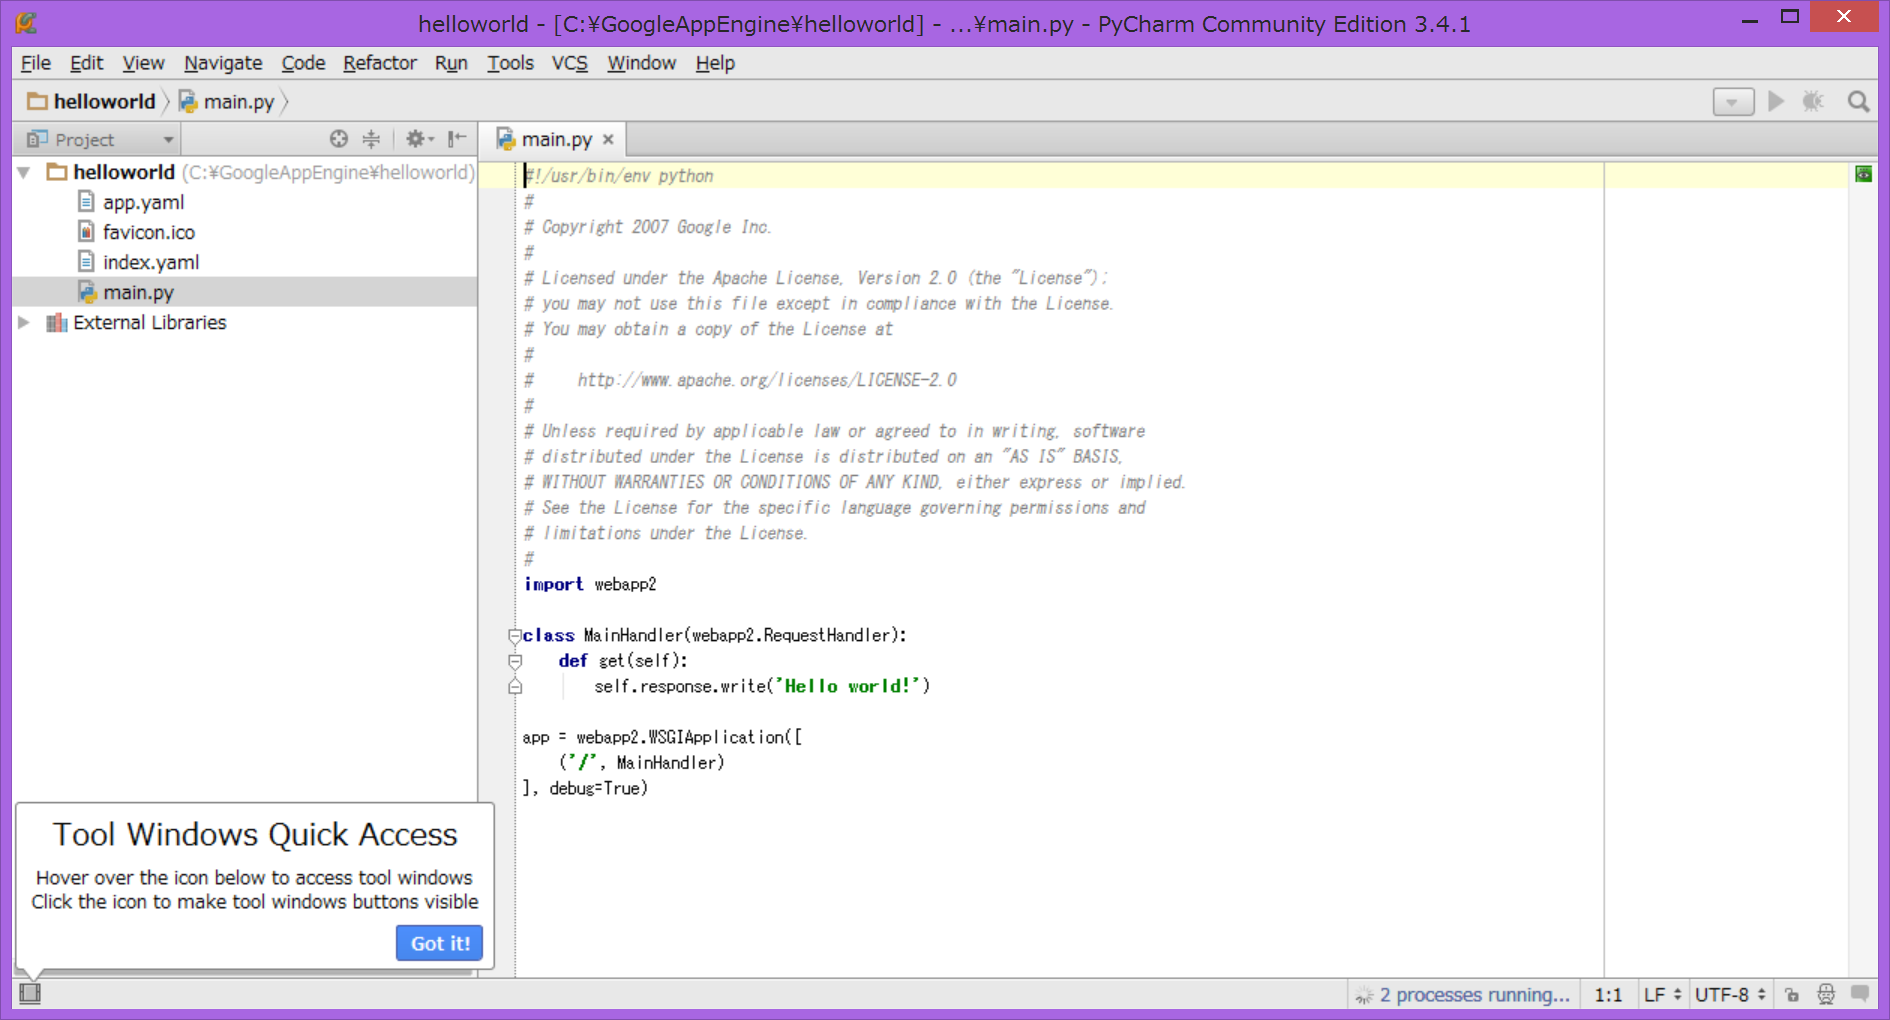 helloworld - [C:¥GoogleAppEngine¥helloworld] - ...¥main.py - PyCharm Community Edition 3.4.1
File Edit View Navigate Code Refactor Run Tools VCS Window Help
helloworld main.py
Project
main.py
helloworld (C:¥GoogleAppEngine¥helloworld)
app.yaml
favicon.ico
index.yaml
main.py
External Libraries
#!/usr/bin/env python
#
# Copyright 2007 Google Inc.
#
# Licensed under the Apache License, Version 2.0 (the "License");
# you may not use this file except in compliance with the License.
# You may obtain a copy of the License at
#
#     http://www.apache.org/licenses/LICENSE-2.0
#
# Unless required by applicable law or agreed to in writing, software
# distributed under the License is distributed on an "AS IS" BASIS,
# WITHOUT WARRANTIES OR CONDITIONS OF ANY KIND, either express or implied.
# See the License for the specific language governing permissions and
# limitations under the License.
#
import webapp2
class MainHandler(webapp2.RequestHandler):
    def get(self):
        self.response.write('Hello world!')
app = webapp2.WSGIApplication([
    ('/', MainHandler)
], debug=True)
Tool Windows Quick Access
Hover over the icon below to access tool windows
Click the icon to make tool windows buttons visible
Got it!
2 processes running... 1:1 LF UTF-8